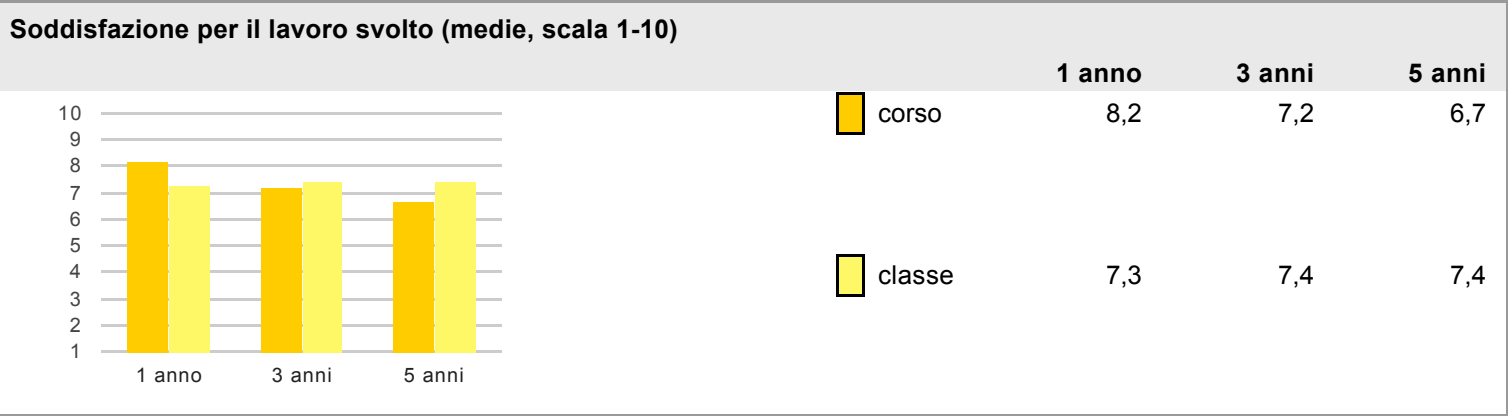 Soddisfazione per il lavoro svolto (medie, scala 1-10)
1 anno 3 anni 5 anni
corso 8,2 7,2 6,7
classe 7,3 7,4 7,4
10
9
8
7
6
5
4
3
2
1
1 anno 3 anni 5 anni